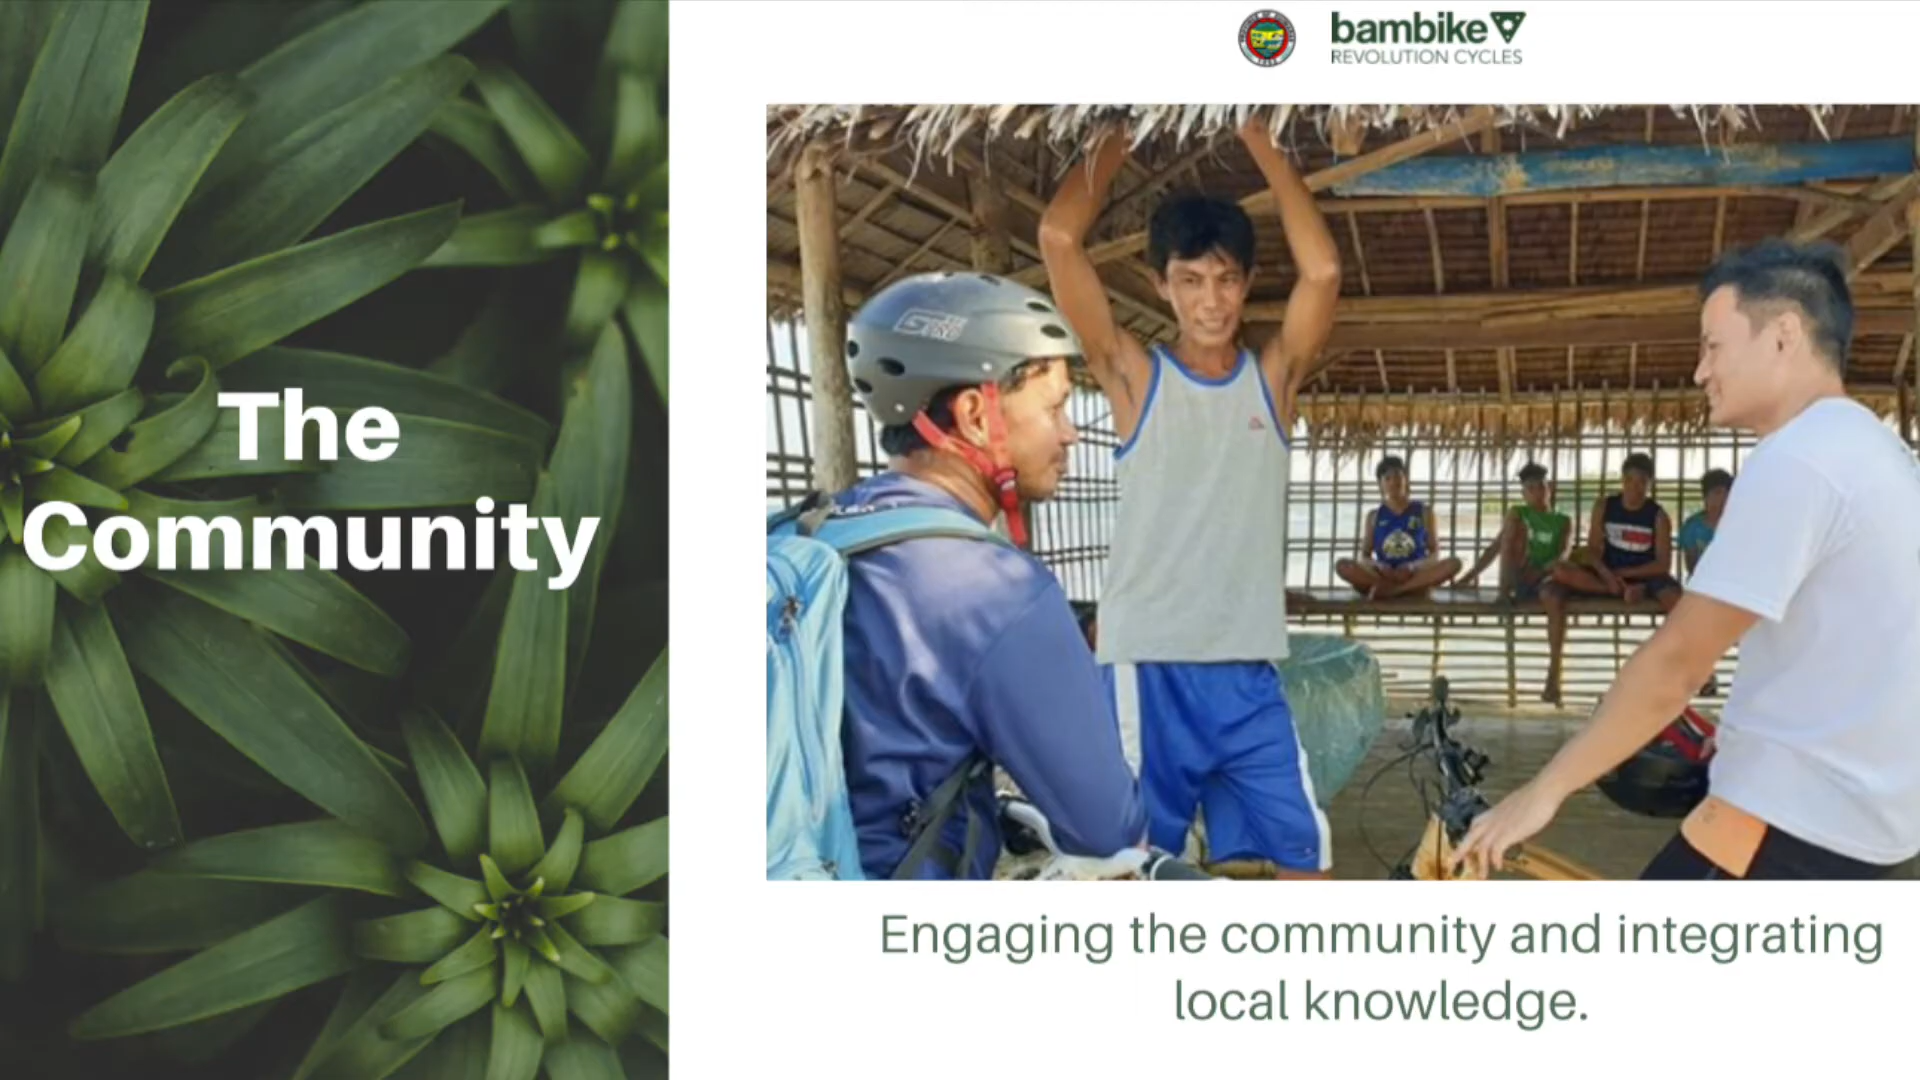 The
Community
bambike
REVOLUTION CYCLES
Engaging the community and integrating
local knowledge.